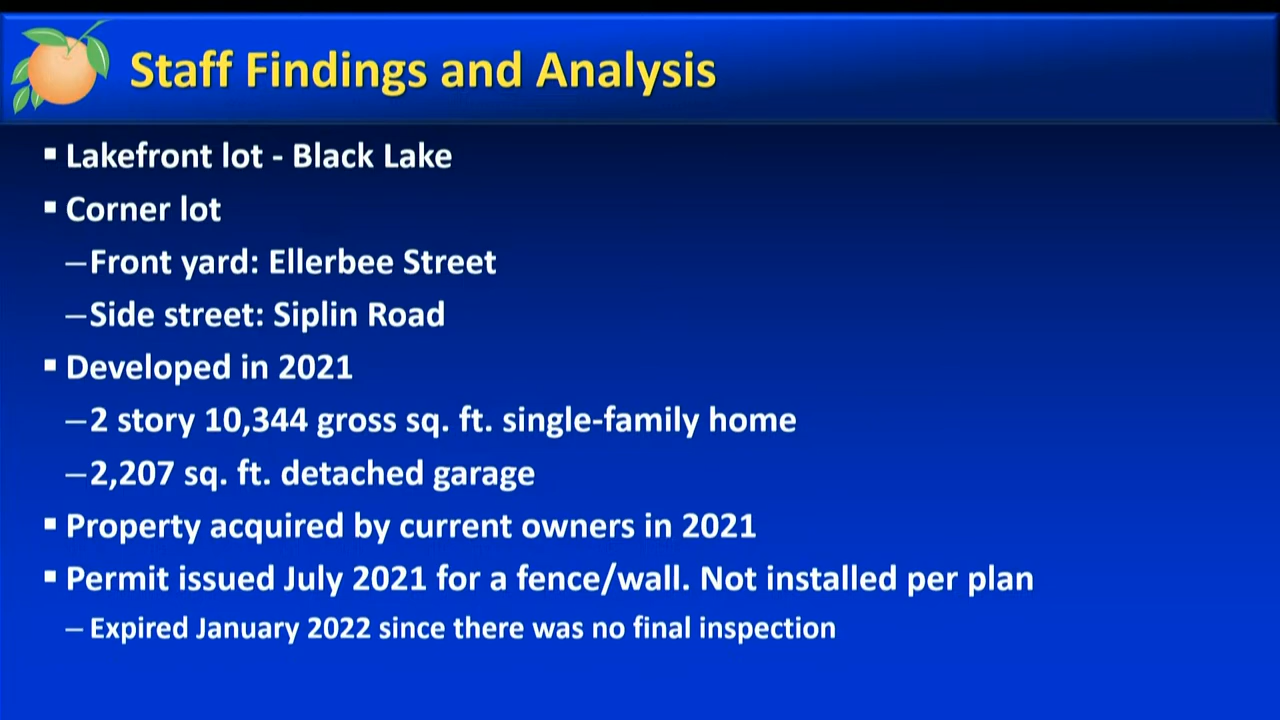 Staff Findings and Analysis
▪ Lakefront lot - Black Lake
▪ Corner lot
–Front yard: Ellerbee Street
–Side street: Siplin Road
▪ Developed in 2021
–2 story 10,344 gross sq. ft. single-family home
–2,207 sq. ft. detached garage
▪ Property acquired by current owners in 2021
▪ Permit issued July 2021 for a fence/wall. Not installed per plan
– Expired January 2022 since there was no final inspection